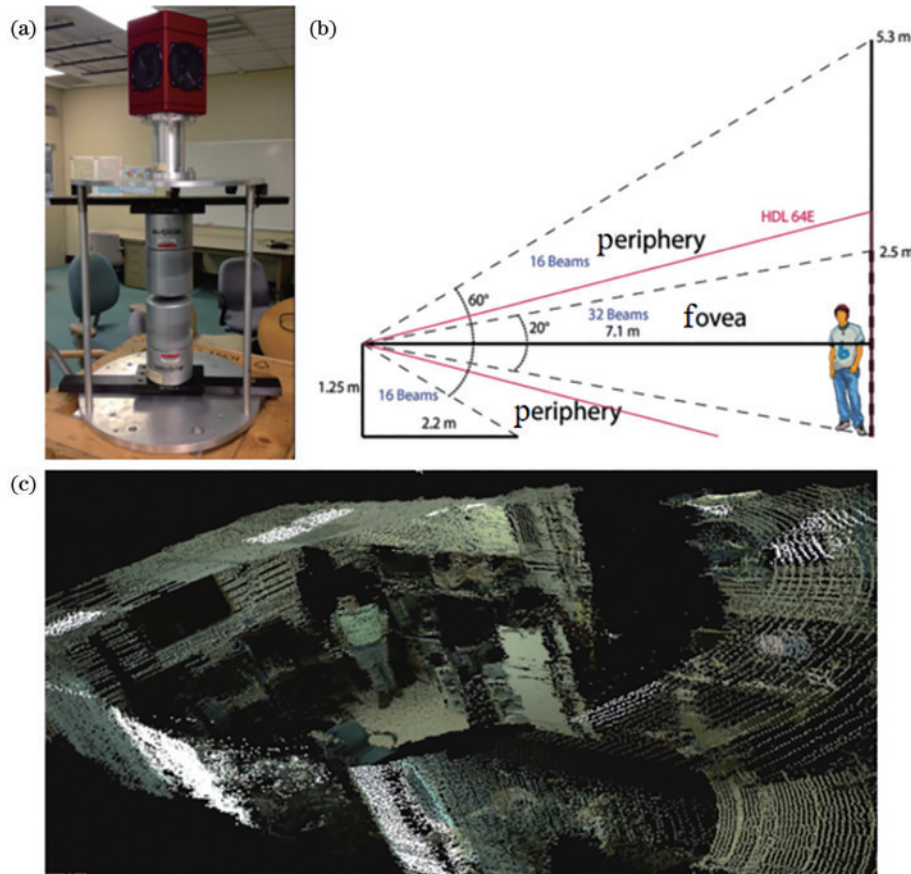 (a)
(b)
5.3 m
HDL 64E
periphery
16 Beams
2.5 m
60°
20°
32 Beams
fovea
7.1 m
1.25 m
16 Beams
periphery
2.2 m
(c)